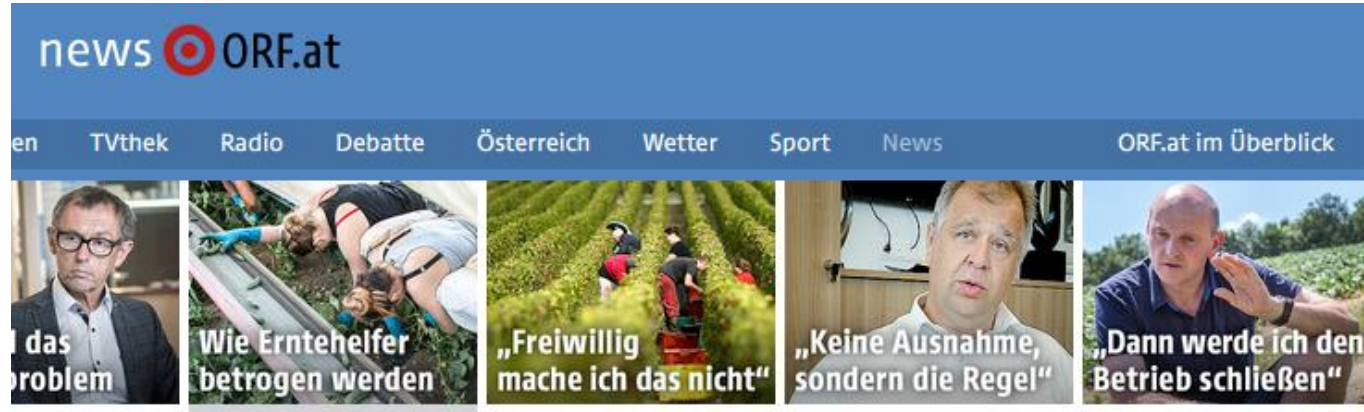 news ORF.at
en TVthek Radio Debatte Österreich Wetter Sport News ORF.at im Überblick
das
problem
Wie Erntehelfer
betrogen werden
„Freiwillig
mache ich das nicht“
„Keine Ausnahme,
sondern die Regel“
„Dann werde ich den
Betrieb schließen“